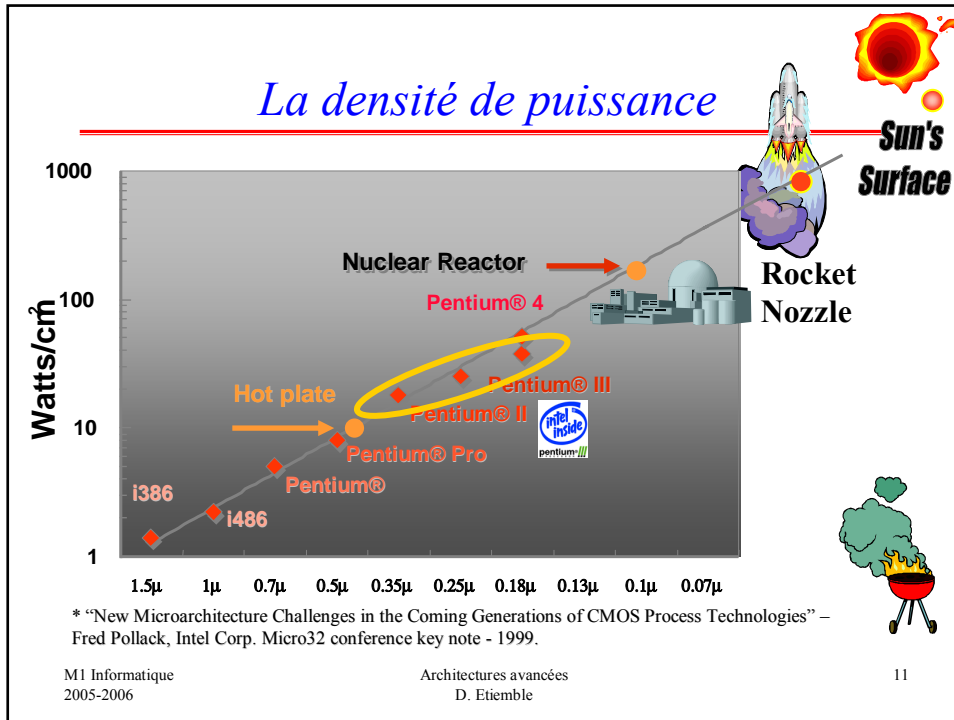 La densité de puissance
Sun's
Surface
Rocket
Nozzle
Watts/cm²
1000
100
10
1
Nuclear Reactor
Pentium® 4
Hot plate
Pentium® III
Pentium® II
Pentium® Pro
Pentium®
i386
i486
intel
inside
pentium®III
1.5µ 1µ 0.7µ 0.5µ 0.35µ 0.25µ 0.18µ 0.13µ 0.1µ 0.07µ
* “New Microarchitecture Challenges in the Coming Generations of CMOS Process Technologies” –
Fred Pollack, Intel Corp. Micro32 conference key note - 1999.
M1 Informatique
2005-2006
Architectures avancées
D. Etiemble
11